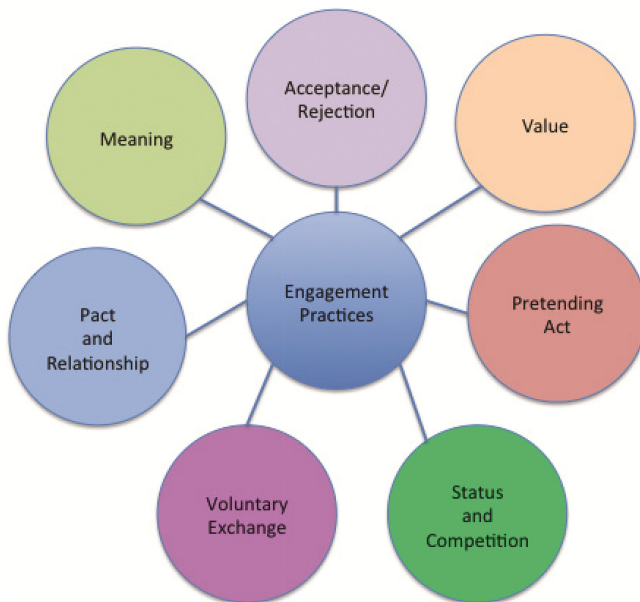 Acceptance/
Rejection
Meaning
Value
Engagement
Practices
Pretending
Act
Pact
and
Relationship
Voluntary
Exchange
Status
and
Competition